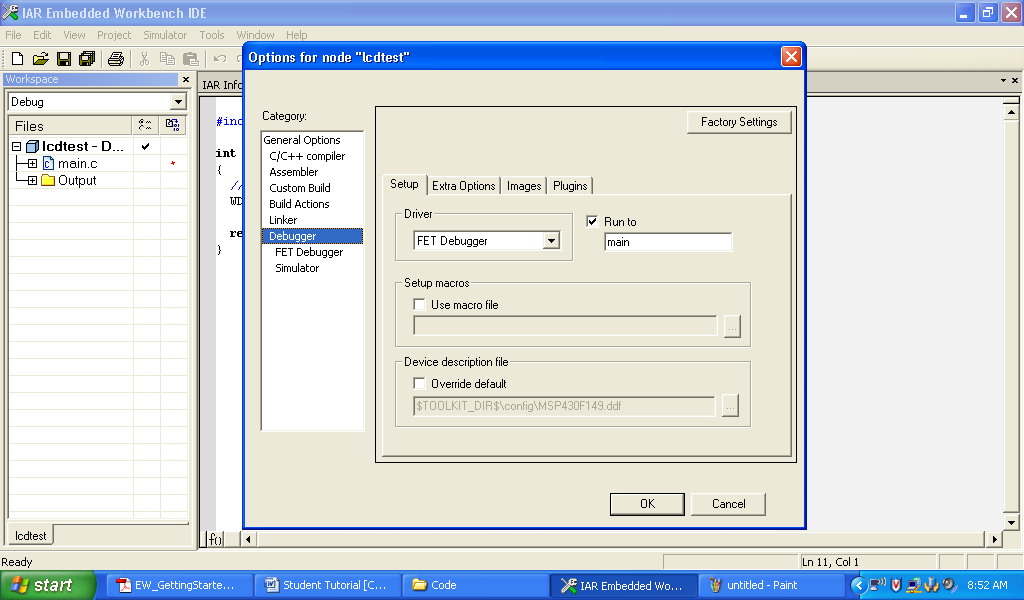 IAR Embedded Workbench IDE
File Edit View Project Simulator Tools Window Help
Workspace
Debug
Files
lcdtest - D...
main.c
Output
lcdtest
IAR Info
#inc
int
{
//
WD
re
}
f()
Options for node "lcdtest"
Category:
General Options
C/C++ compiler
Assembler
Custom Build
Build Actions
Linker
Debugger
FET Debugger
Simulator
Factory Settings
Setup Extra Options Images Plugins
Driver
FET Debugger
Run to
main
Setup macros
Use macro file
...
Device description file
Override default
$TOOLKIT_DIR$\config\MSP430F149.ddf
...
OK Cancel
Ready
Ln 11, Col 1
start
EW_GettingStarte...
Student Tutorial [C...
Code
IAR Embedded Wo...
untitled - Paint
8:52 AM